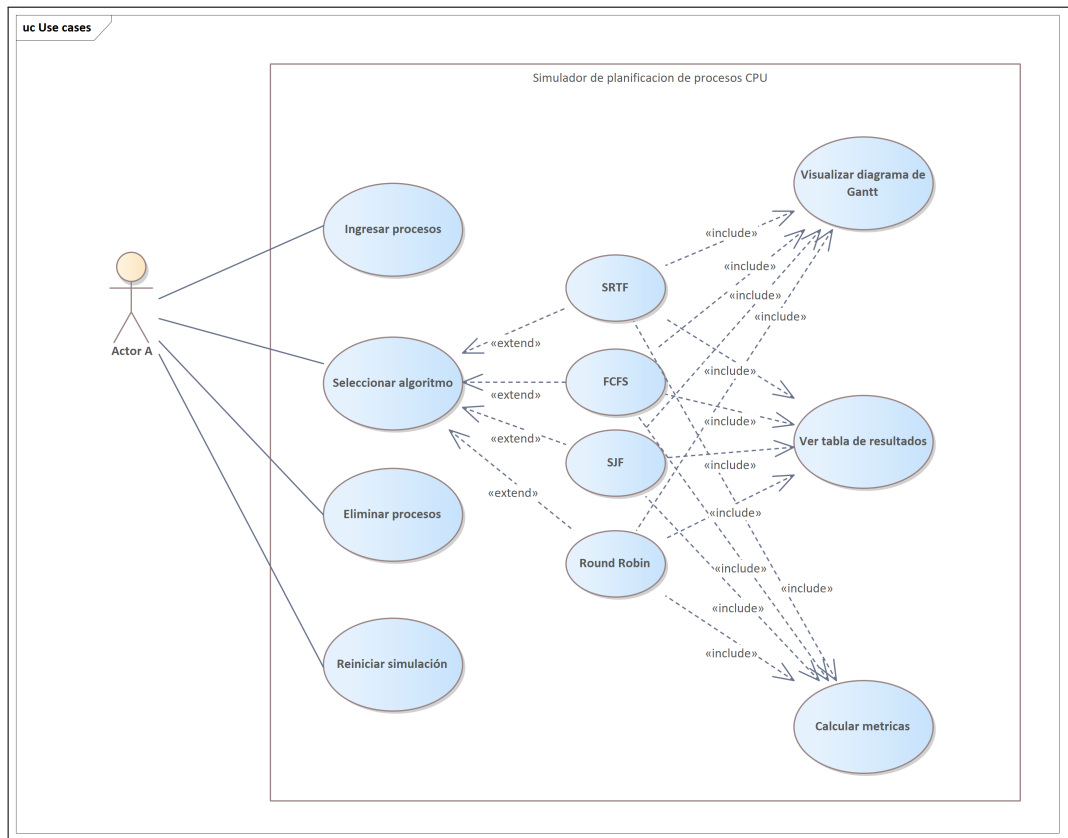 uc Use cases
Simulador de planificacion de procesos CPU
Visualizar diagrama de
Gantt
Ingresar procesos
«include»
«include»
SRTF
«include»
«include»
«extend»
Actor A
«include»
Seleccionar algoritmo
FCFS
«extend»
«include»
«extend»
Ver tabla de resultados
SJF
«include»
«extend»
Eliminar procesos
«include»
Round Robin
«include»
«include»
«include»
«include»
Reiniciar simulación
Calcular metricas